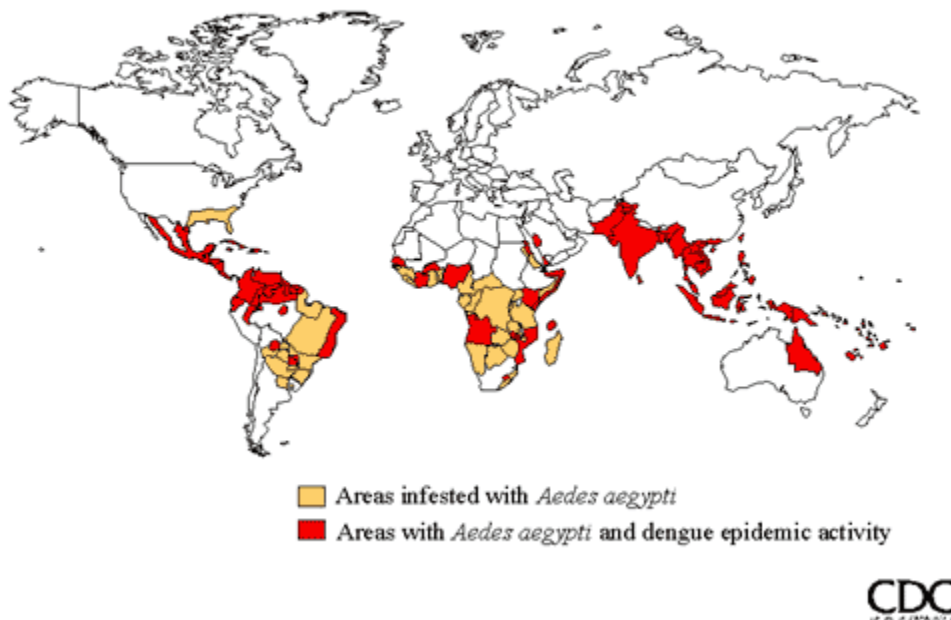 Areas infested with Aedes aegypti
Areas with Aedes aegypti and dengue epidemic activity
CDC